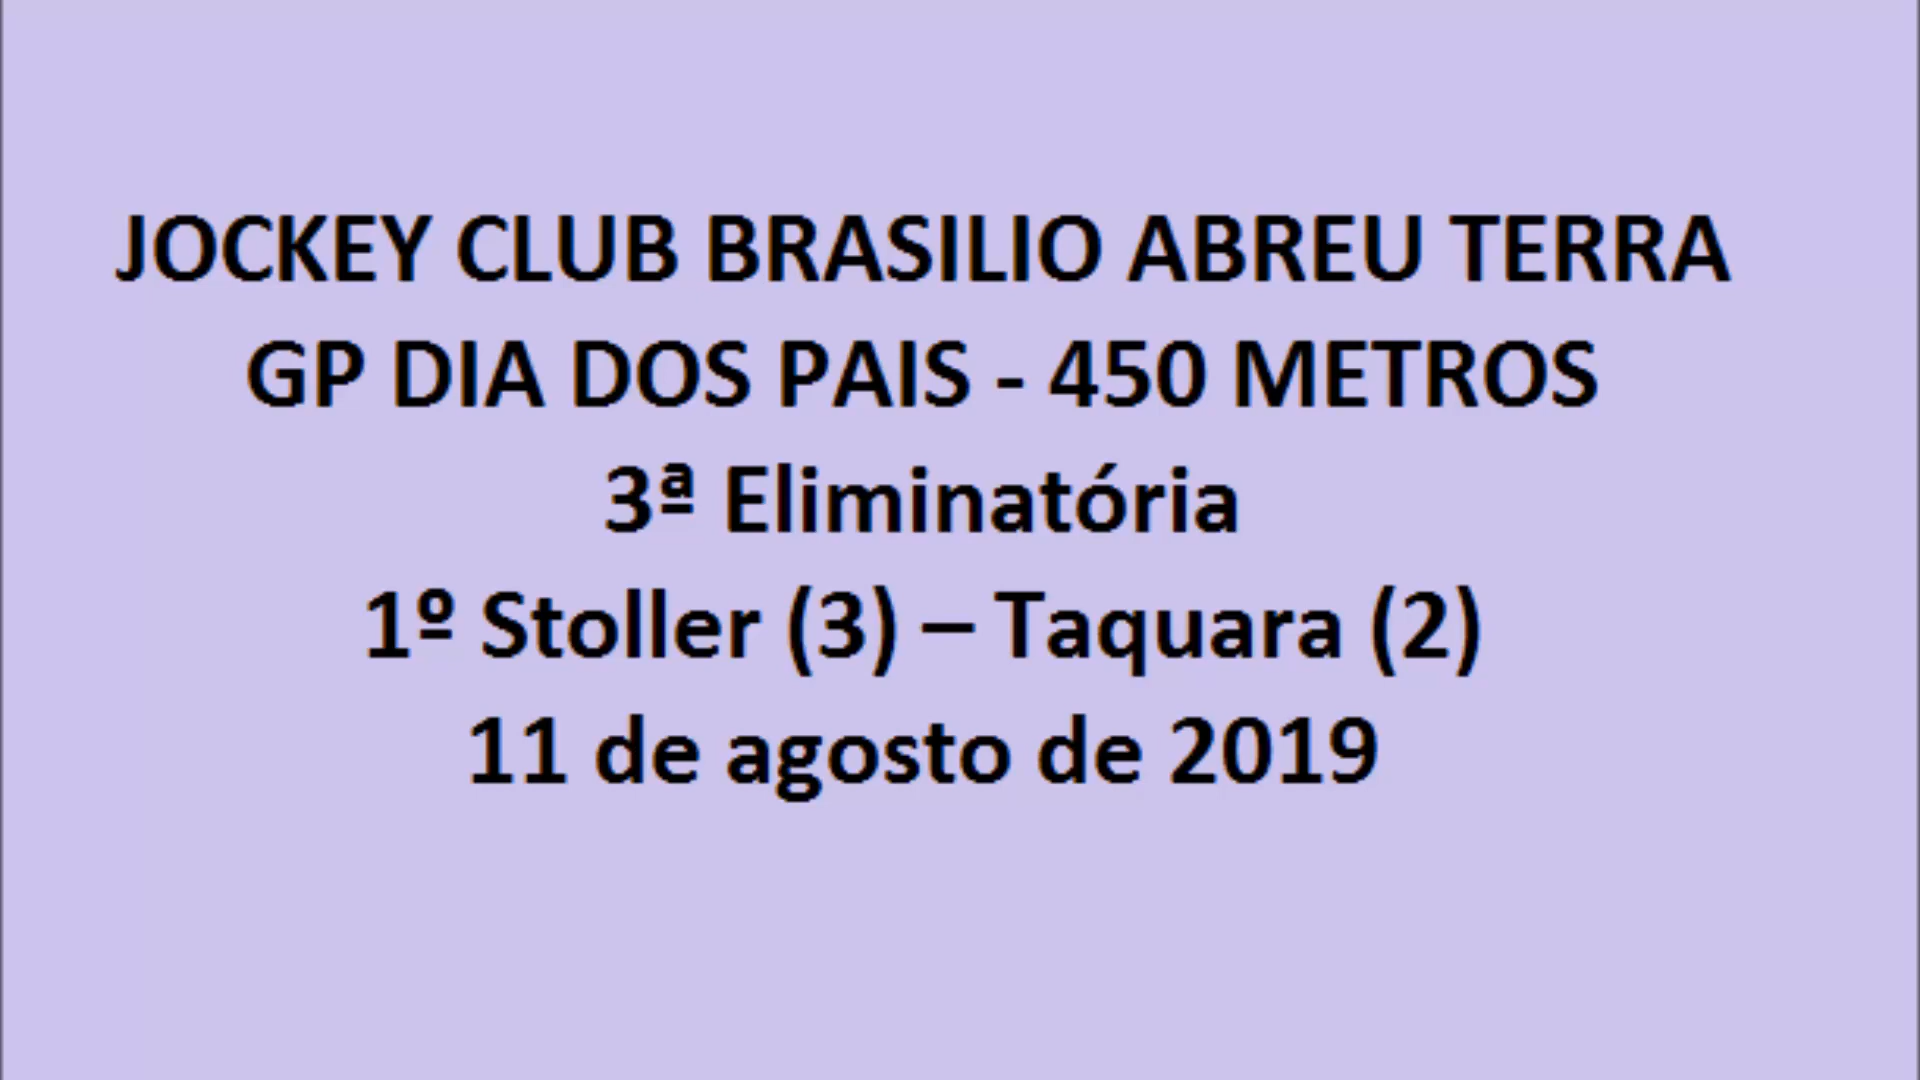 JOCKEY CLUB BRASILIO ABREU TERRA
GP DIA DOS PAIS - 450 METROS
3ª Eliminatória
1º Stoller (3) – Taquara (2)
11 de agosto de 2019